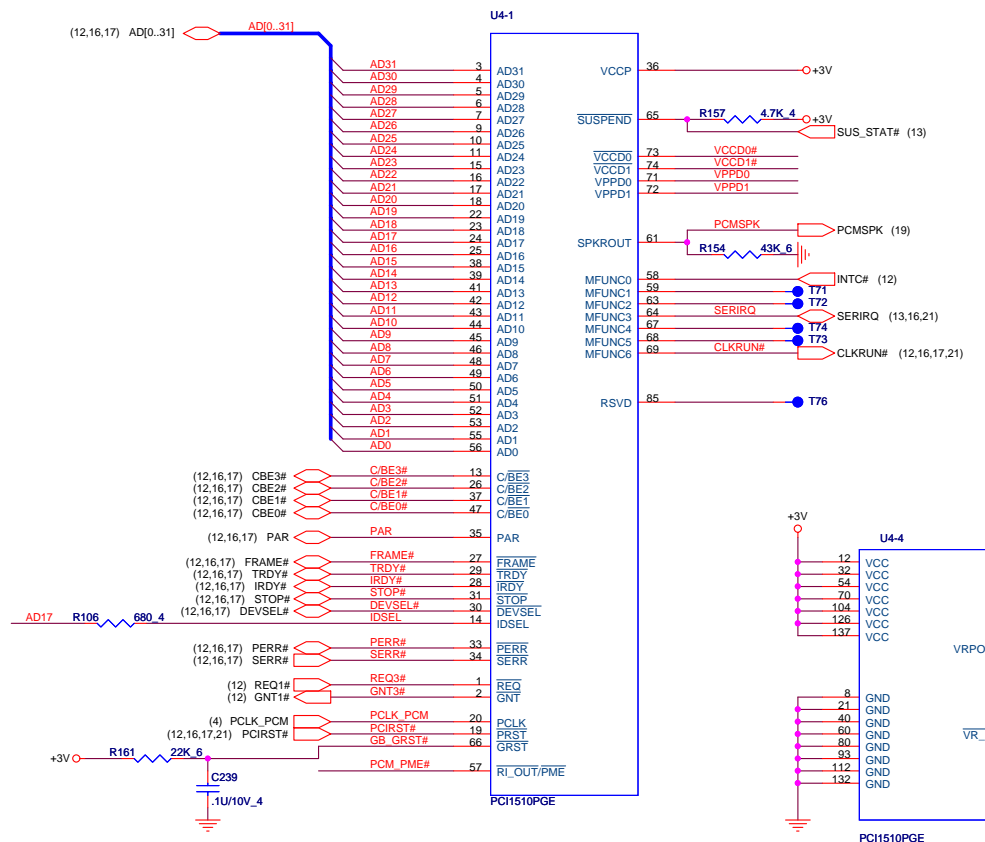 U4-1
(12,16,17) AD[0..31] AD[0..31]
AD31 3 AD31
AD30 4 AD30
AD29 5 AD29
AD28 6 AD28
AD27 7 AD27
AD26 9 AD26
AD25 10 AD25
AD24 11 AD24
AD23 15 AD23
AD22 16 AD22
AD21 17 AD21
AD20 18 AD20
AD19 22 AD19
AD18 23 AD18
AD17 24 AD17
AD16 25 AD16
AD15 38 AD15
AD14 39 AD14
AD13 41 AD13
AD12 42 AD12
AD11 43 AD11
AD10 44 AD10
AD9 45 AD9
AD8 46 AD8
AD7 48 AD7
AD6 49 AD6
AD5 50 AD5
AD4 51 AD4
AD3 52 AD3
AD2 53 AD2
AD1 55 AD1
AD0 56 AD0
(12,16,17) CBE3# C/BE3# 13 C/BE3
(12,16,17) CBE2# C/BE2# 26 C/BE2
(12,16,17) CBE1# C/BE1# 37 C/BE1
(12,16,17) CBE0# C/BE0# 47 C/BE0
(12,16,17) PAR PAR 35 PAR
(12,16,17) FRAME# FRAME# 27 FRAME
(12,16,17) TRDY# TRDY# 29 TRDY
(12,16,17) IRDY# IRDY# 28 IRDY
(12,16,17) STOP# STOP# 31 STOP
(12,16,17) DEVSEL# DEVSEL# 30 DEVSEL
AD17 R106 680_4 IDSEL 14 IDSEL
(12,16,17) PERR# PERR# 33 PERR
(12,16,17) SERR# SERR# 34 SERR
(12) REQ1# REQ3# 1 REQ
(12) GNT1# GNT3# 2 GNT
(4) PCLK_PCM PCLK_PCM 20 PCLK
(12,16,17,21) PCIRST# PCIRST# 19 PRST
+3V R161 22K_6 GB_GRST# 66 GRST
PCM_PME# 57 RI_OUT/PME
C239
.1U/10V_4
PCI1510PGE
VCCP 36 +3V
SUSPEND 65 R157 4.7K_4 +3V
SUS_STAT# (13)
VCCD0 73 VCCD0#
VCCD1 74 VCCD1#
VPPD0 71 VPPD0
VPPD1 72 VPPD1
SPKROUT 61 PCMSPK PCMSPK (19)
R154 43K_6
MFUNC0 58 INTC# (12)
MFUNC1 59 T71
MFUNC2 63 T72
MFUNC3 64 SERIRQ SERIRQ (13,16,21)
MFUNC4 67 T74
MFUNC5 68 T73
MFUNC6 69 CLKRUN# CLKRUN# (12,16,17,21)
RSVD 85 T76
+3V
U4-4
12 VCC
32 VCC
54 VCC
70 VCC
104 VCC
126 VCC
137 VCC
VRPO
8 GND
21 GND
40 GND
60 GND VR_
80 GND
93 GND
112 GND
132 GND
PCI1510PGE